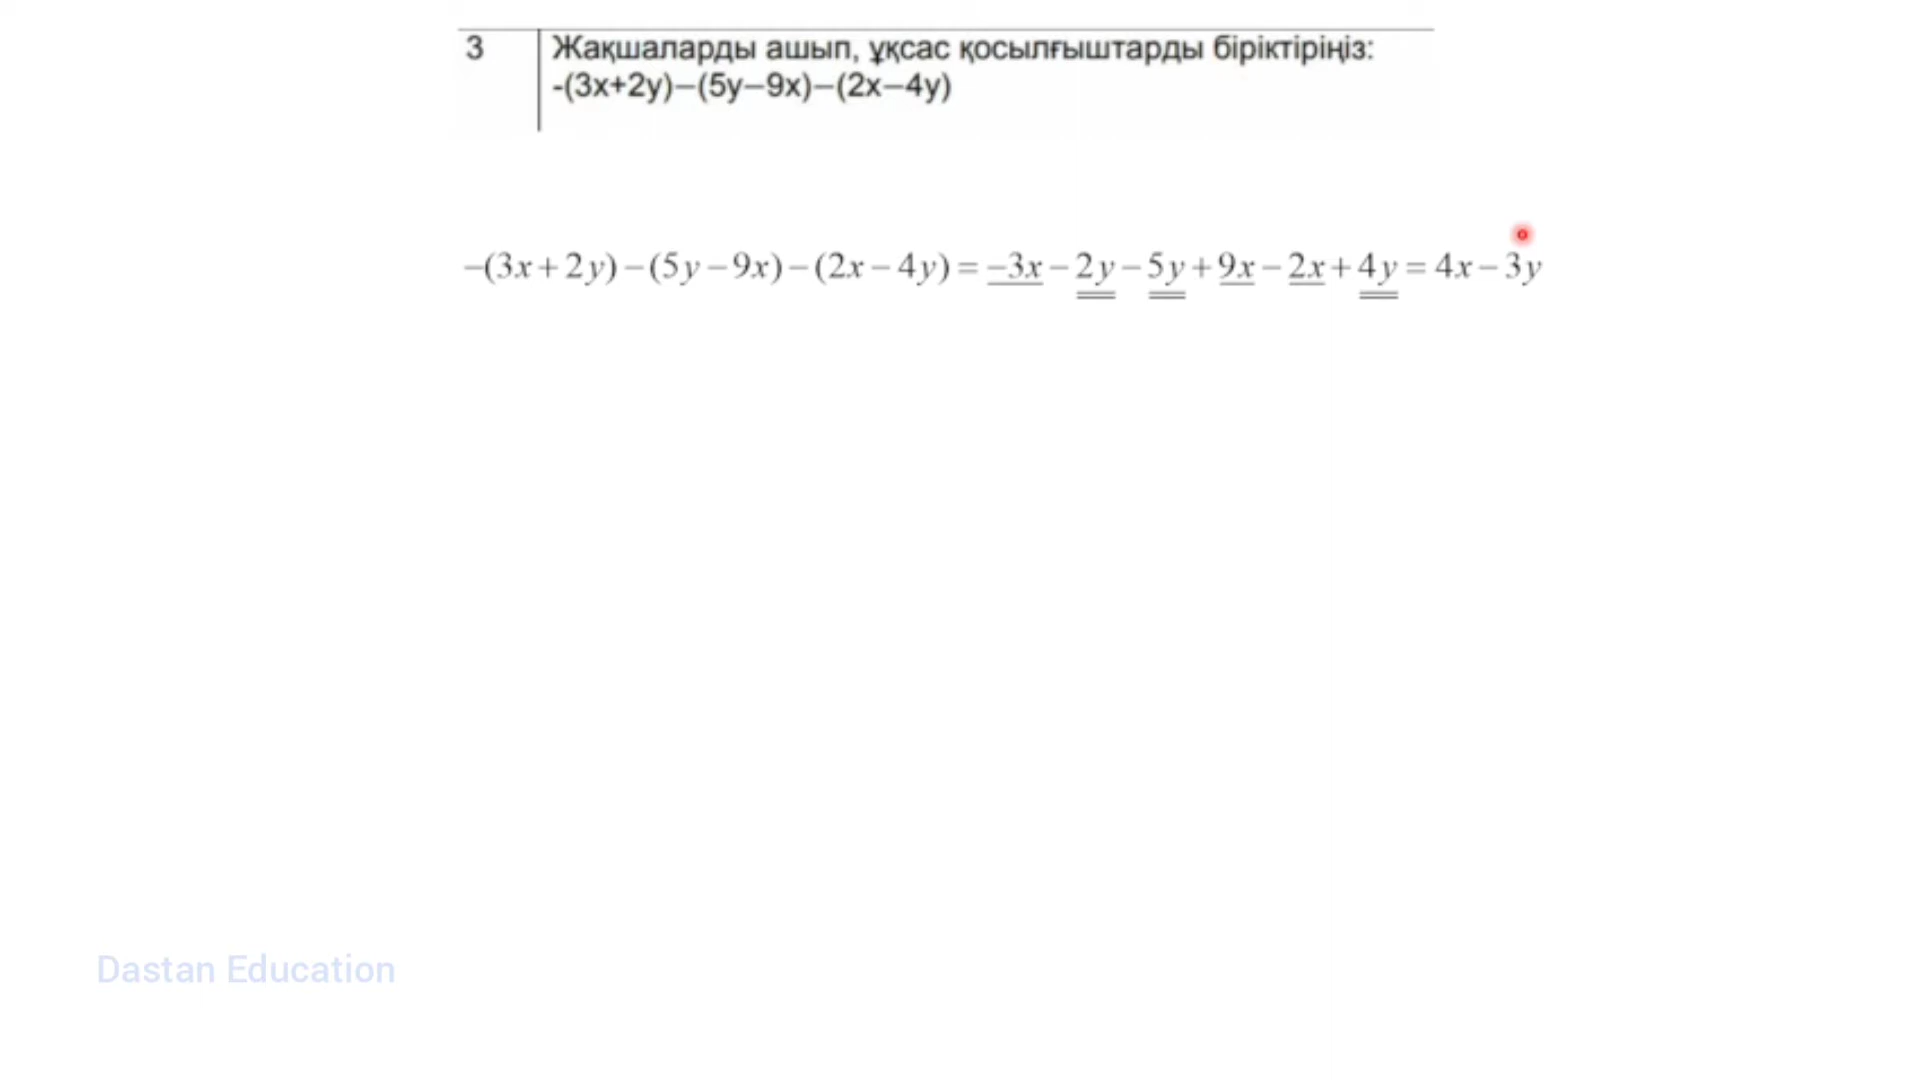 3 Жақшаларды ашып, ұқсас қосылғыштарды біріктіріңіз:
-(3x+2y)–(5y–9x)–(2x–4y)
−(3x+2y)−(5y−9x)−(2x−4y)=−3x−2y−5y+9x−2x+4y=4x−3y
Dastan Education